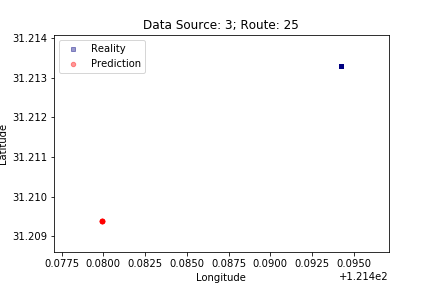 Data Source: 3; Route: 25
Reality
Prediction
31.214
31.213
31.212
31.211
31.210
31.209
Latitude
0.0775 0.0800 0.0825 0.0850 0.0875 0.0900 0.0925 0.0950
+1.214e2
Longitude